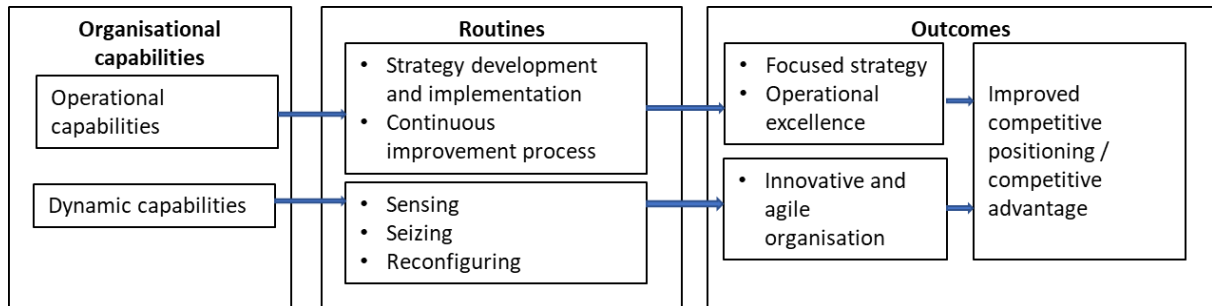 Organisational
capabilities
Operational
capabilities
Dynamic capabilities
Routines
• Strategy development
and implementation
• Continuous
improvement process
• Sensing
• Seizing
• Reconfiguring
Outcomes
• Focused strategy
• Operational
excellence
• Innovative and
agile
organisation
Improved
competitive
positioning /
competitive
advantage